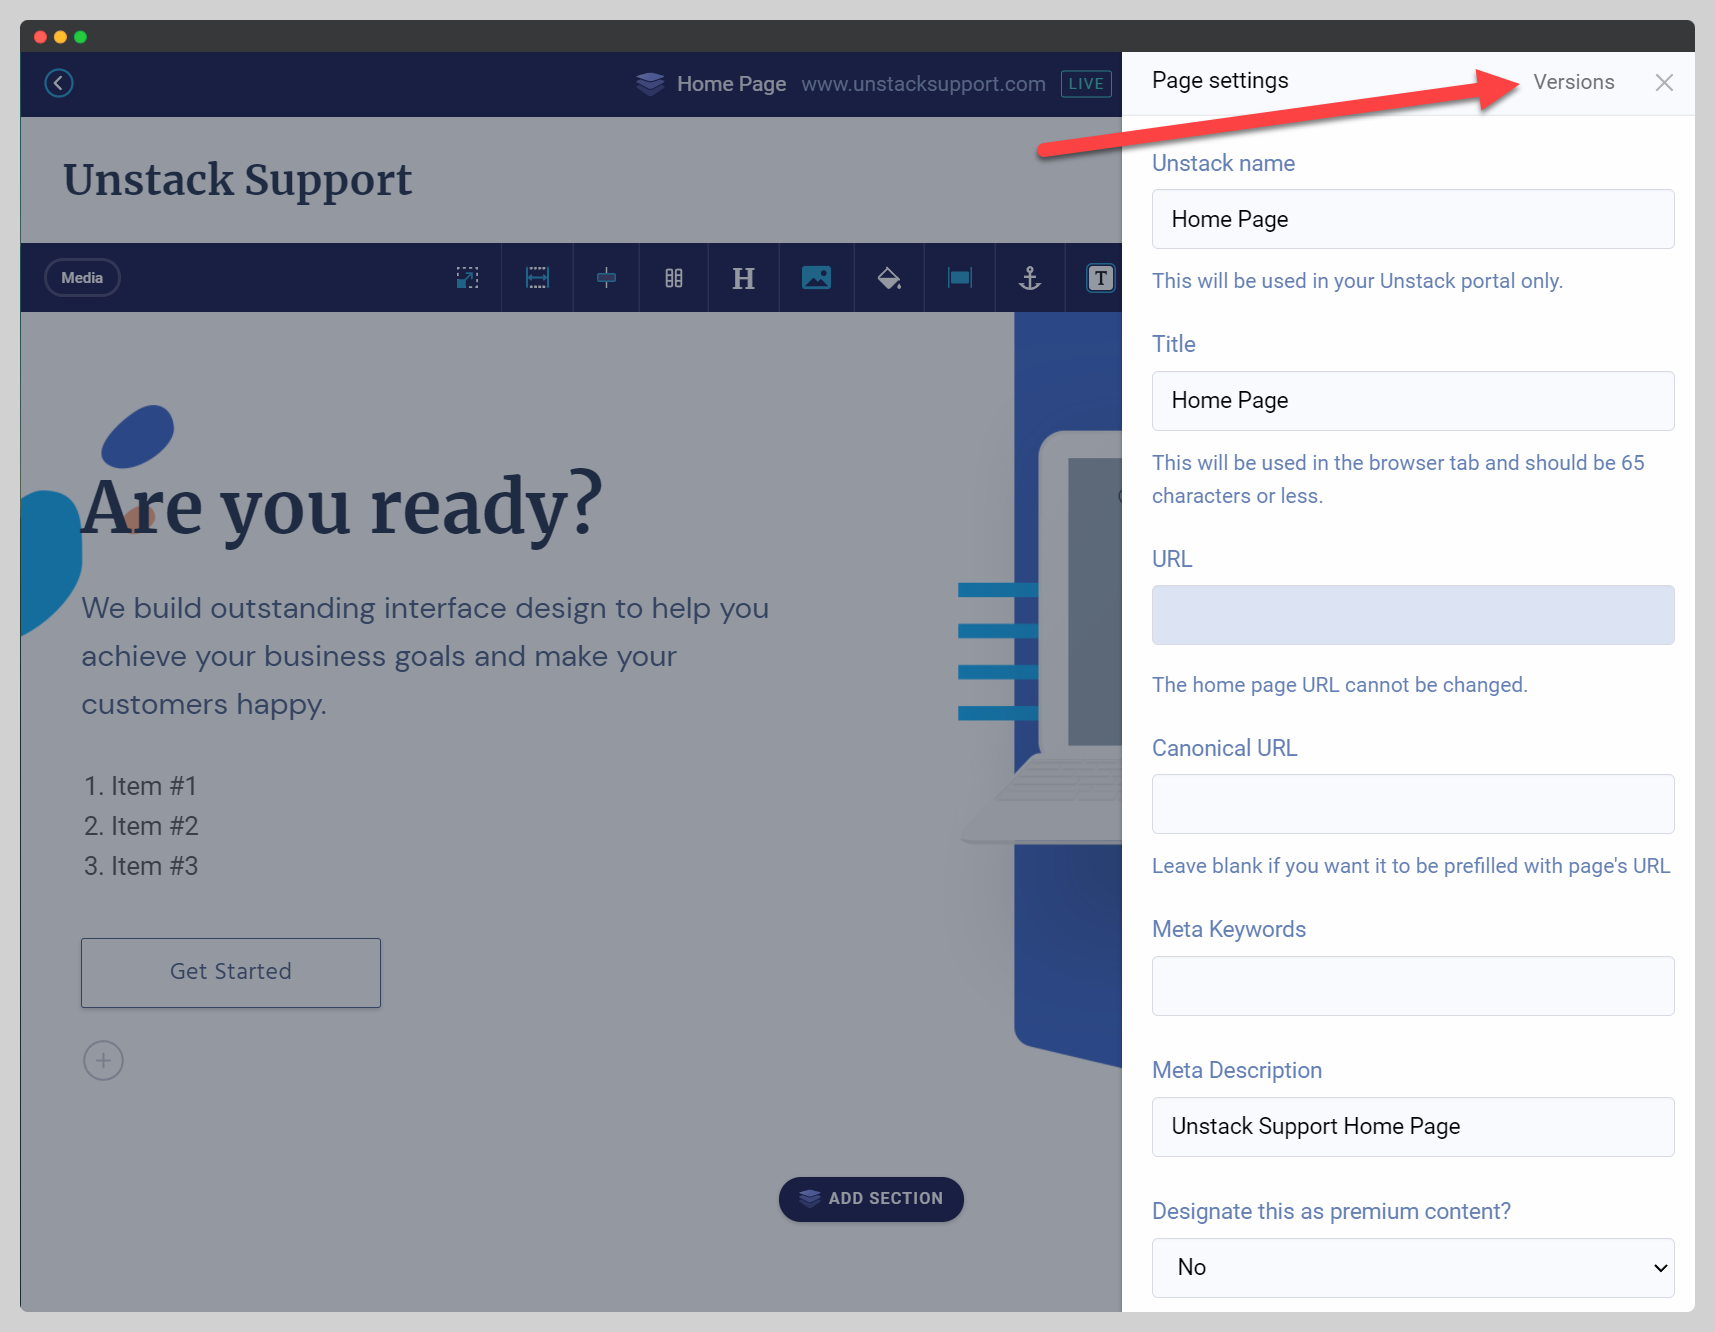 Home Page www.unstacksupport.com LIVE
Unstack Support
Media
H
T
Are you ready?
We build outstanding interface design to help you
achieve your business goals and make your
customers happy.
1. Item #1
2. Item #2
3. Item #3
Get Started
ADD SECTION
Page settings
Versions
Unstack name
Home Page
This will be used in your Unstack portal only.
Title
Home Page
This will be used in the browser tab and should be 65
characters or less.
URL
The home page URL cannot be changed.
Canonical URL
Leave blank if you want it to be prefilled with page's URL
Meta Keywords
Meta Description
Unstack Support Home Page
Designate this as premium content?
No